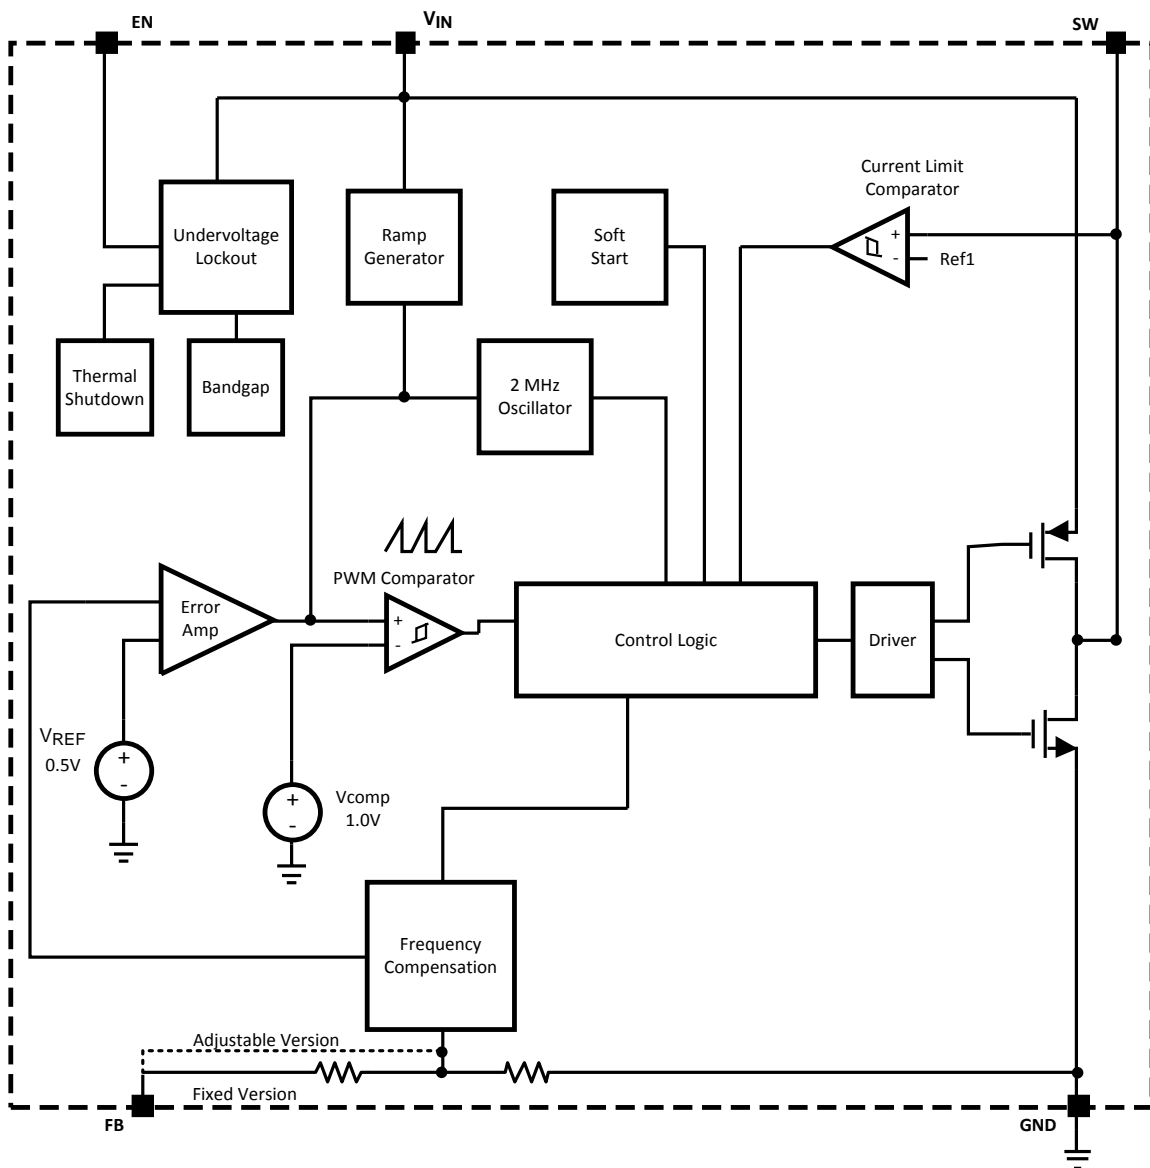 EN
VIN
SW
Current Limit
Comparator
Undervoltage
Lockout
Ramp
Generator
Soft
Start
+
-
Ref1
Thermal
Shutdown
Bandgap
2 MHz
Oscillator
PWM Comparator
Error
Amp
+
-
Control Logic
Driver
VREF
0.5V
+
-
Vcomp
1.0V
+
-
Frequency
Compensation
Adjustable Version
Fixed Version
FB
GND